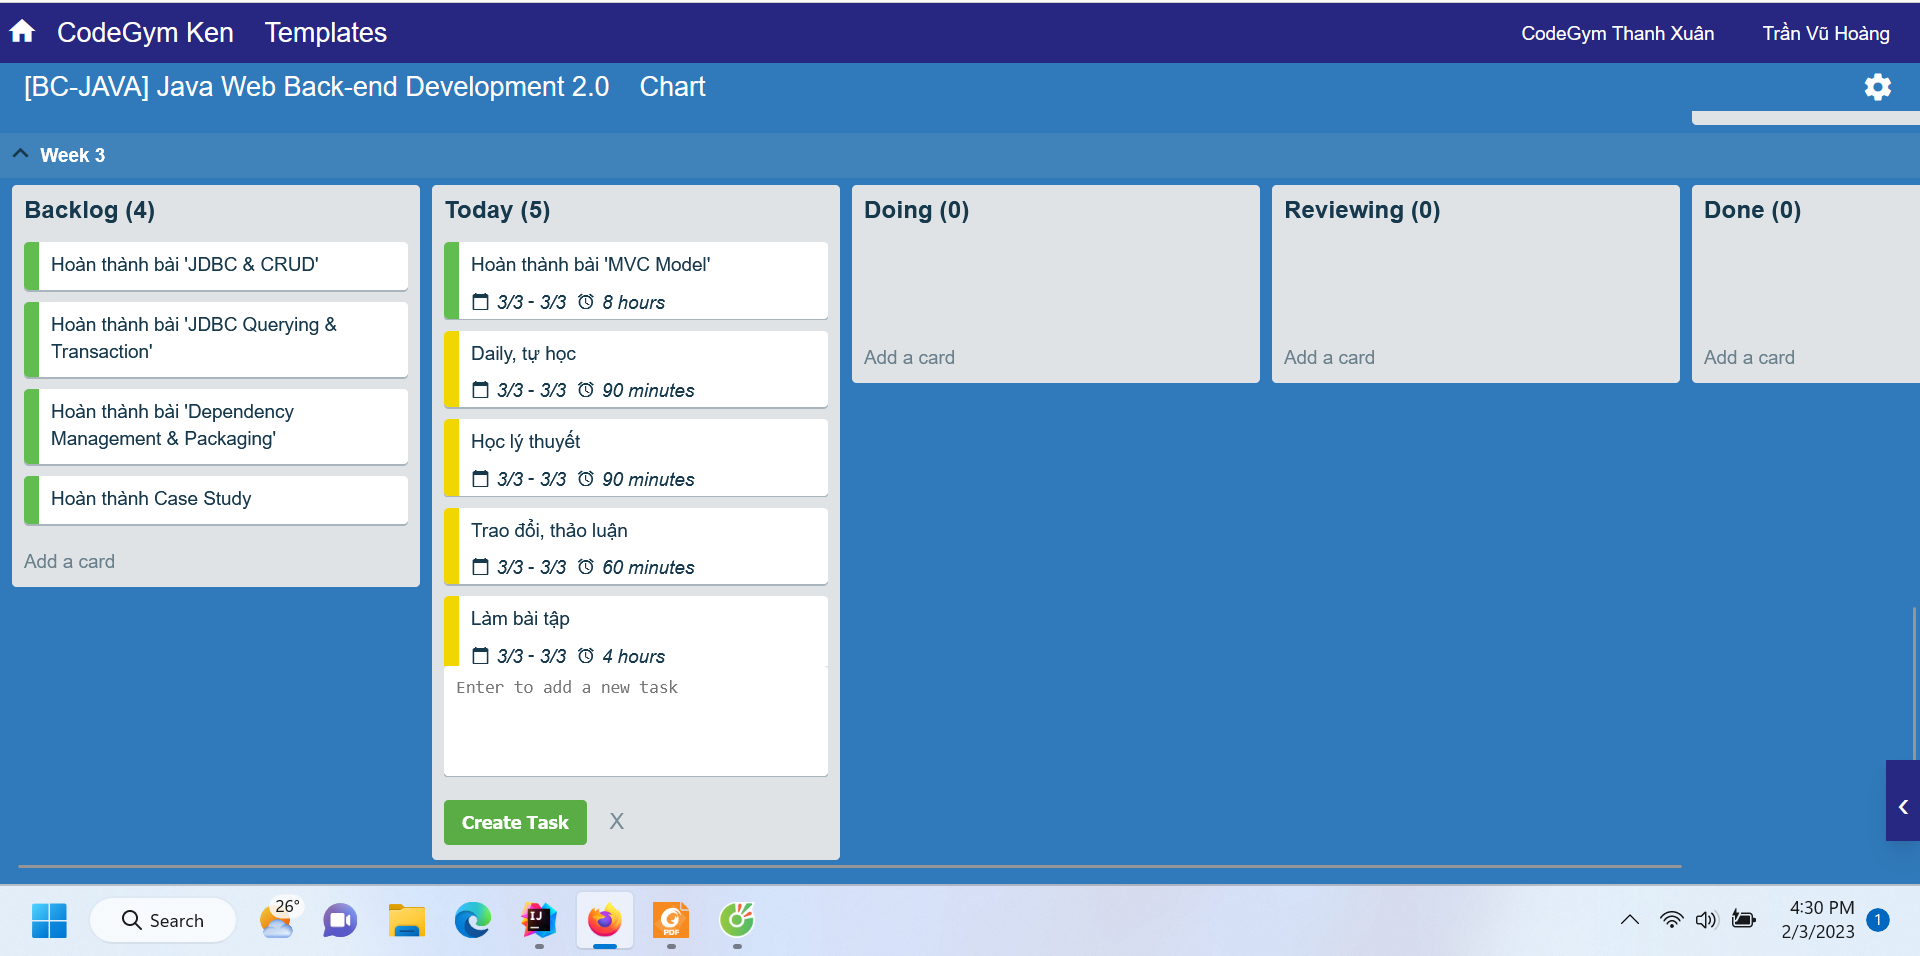 CodeGym Ken Templates CodeGym Thanh Xuân Trần Vũ Hoàng
[BC-JAVA] Java Web Back-end Development 2.0 Chart
Week 3
Backlog (4)
Hoàn thành bài 'JDBC & CRUD'
Hoàn thành bài 'JDBC Querying &
Transaction'
Hoàn thành bài 'Dependency
Management & Packaging'
Hoàn thành Case Study
Add a card
Today (5)
Hoàn thành bài 'MVC Model'
3/3 - 3/3 8 hours
Daily, tự học
3/3 - 3/3 90 minutes
Học lý thuyết
3/3 - 3/3 90 minutes
Trao đổi, thảo luận
3/3 - 3/3 60 minutes
Làm bài tập
3/3 - 3/3 4 hours
Enter to add a new task
Create Task X
Doing (0)
Add a card
Reviewing (0)
Add a card
Done (0)
Add a card
Search
26°
IJ
PDF
4:30 PM
2/3/2023
1